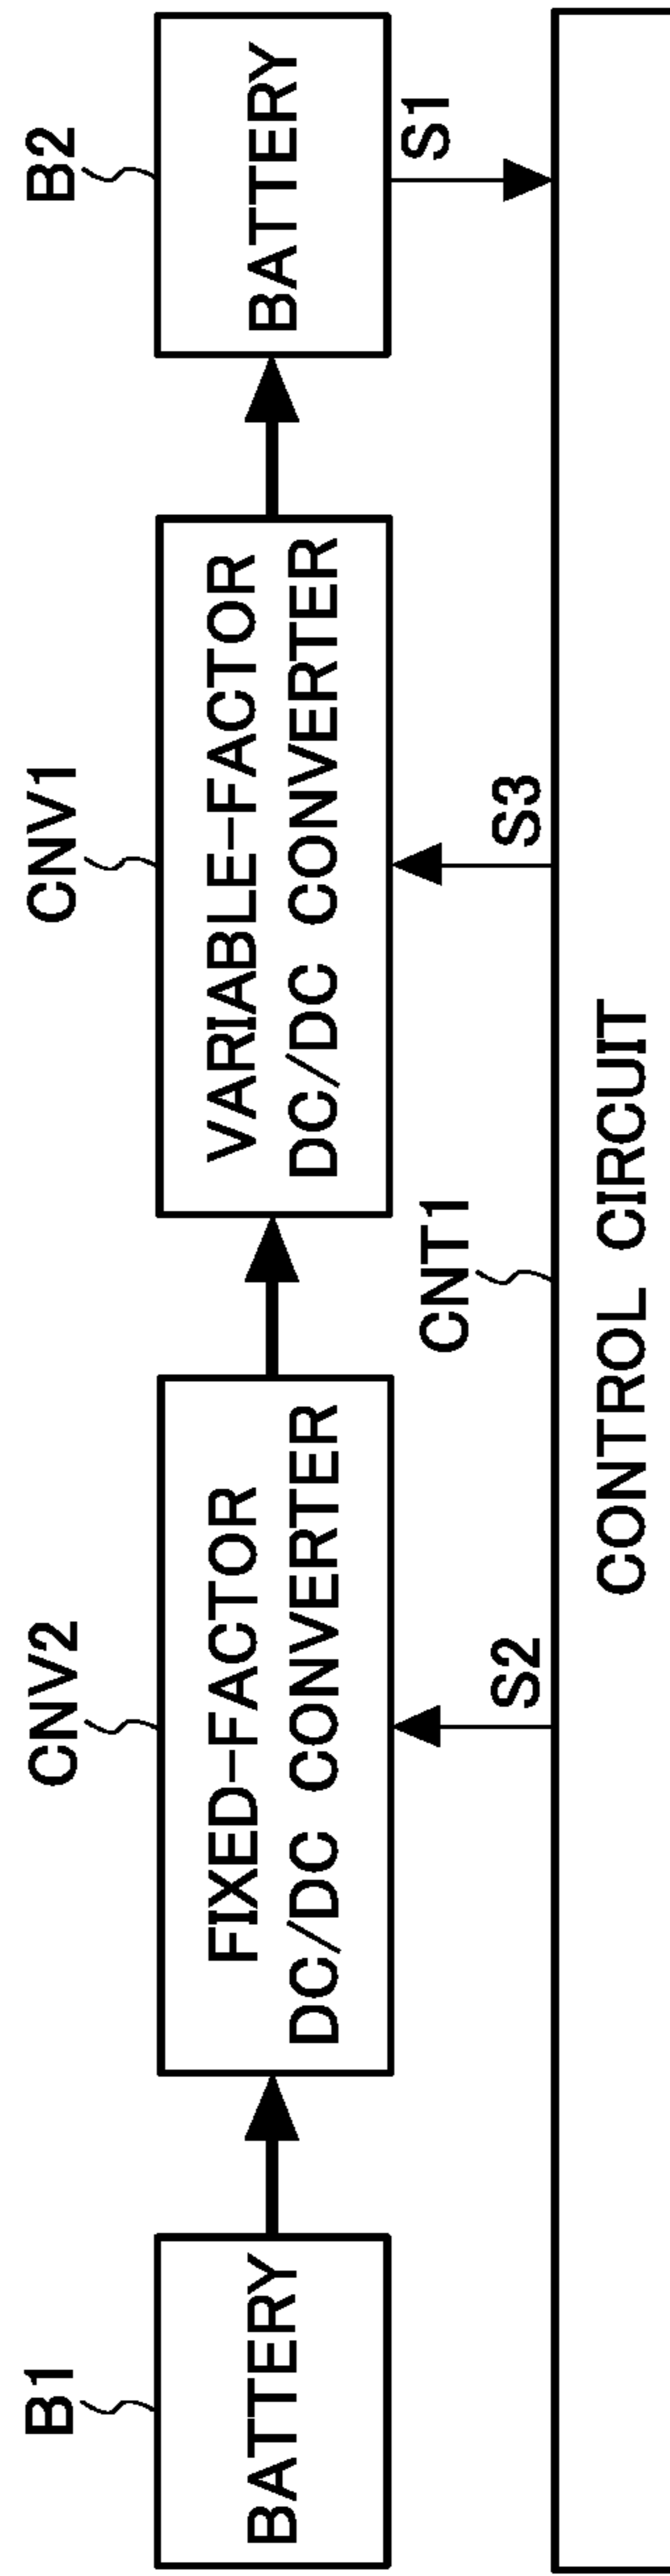 B1
CNV2
CNV1
B2
BATTERY
FIXED-FACTOR
DC/DC CONVERTER
VARIABLE-FACTOR
DC/DC CONVERTER
BATTERY
S1
CNT1
S2
S3
CONTROL CIRCUIT